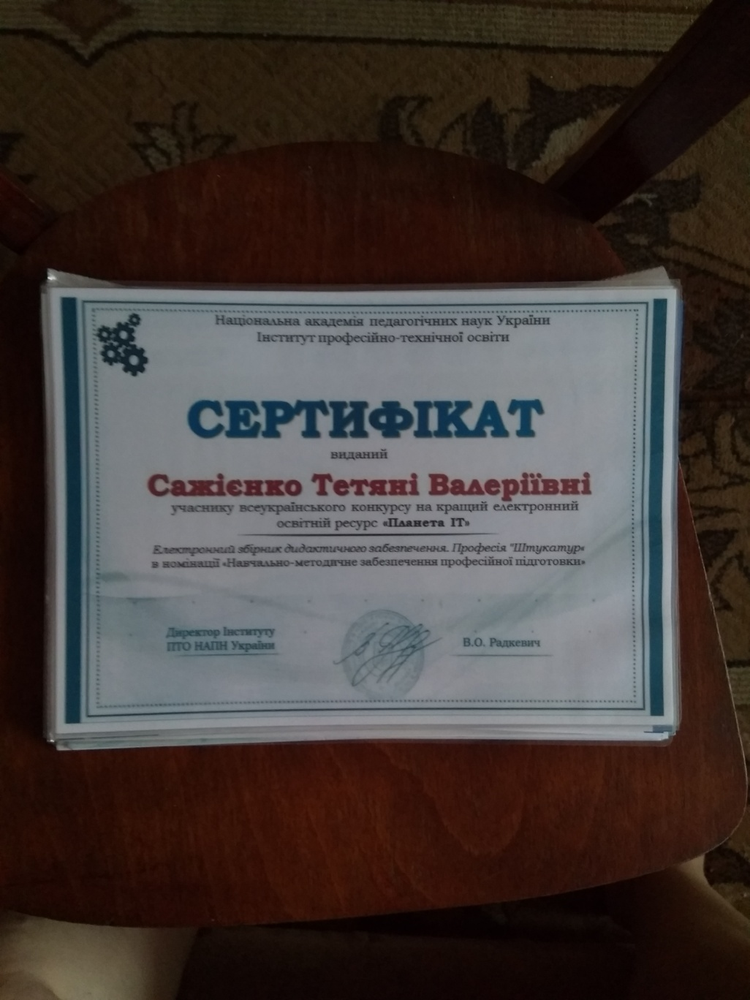 Національна академія педагогічних наук України
Інститут професійно-технічної освіти
СЕРТИФІКАТ
виданий
Сажієнко Тетяні Валеріївні
учаснику всеукраїнського конкурсу на кращий електронний
освітній ресурс «Планета ІТ»
Електронний збірник дидактичного забезпечення. Професія "Штукатур«
в номінації «Навчально-методичне забезпечення професійної підготовки»
Директор Інституту
ПТО НАПН України
В.О. Радкевич